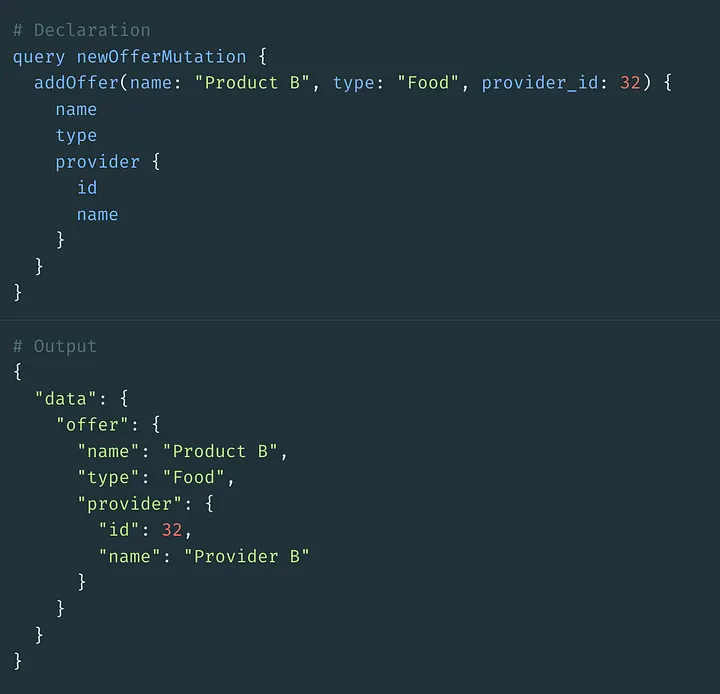 # Declaration
query newOfferMutation {
  addOffer(name: "Product B", type: "Food", provider_id: 32) {
    name
    type
    provider {
      id
      name
    }
  }
}
# Output
{
  "data": {
    "offer": {
      "name": "Product B",
      "type": "Food",
      "provider": {
        "id": 32,
        "name": "Provider B"
      }
    }
  }
}